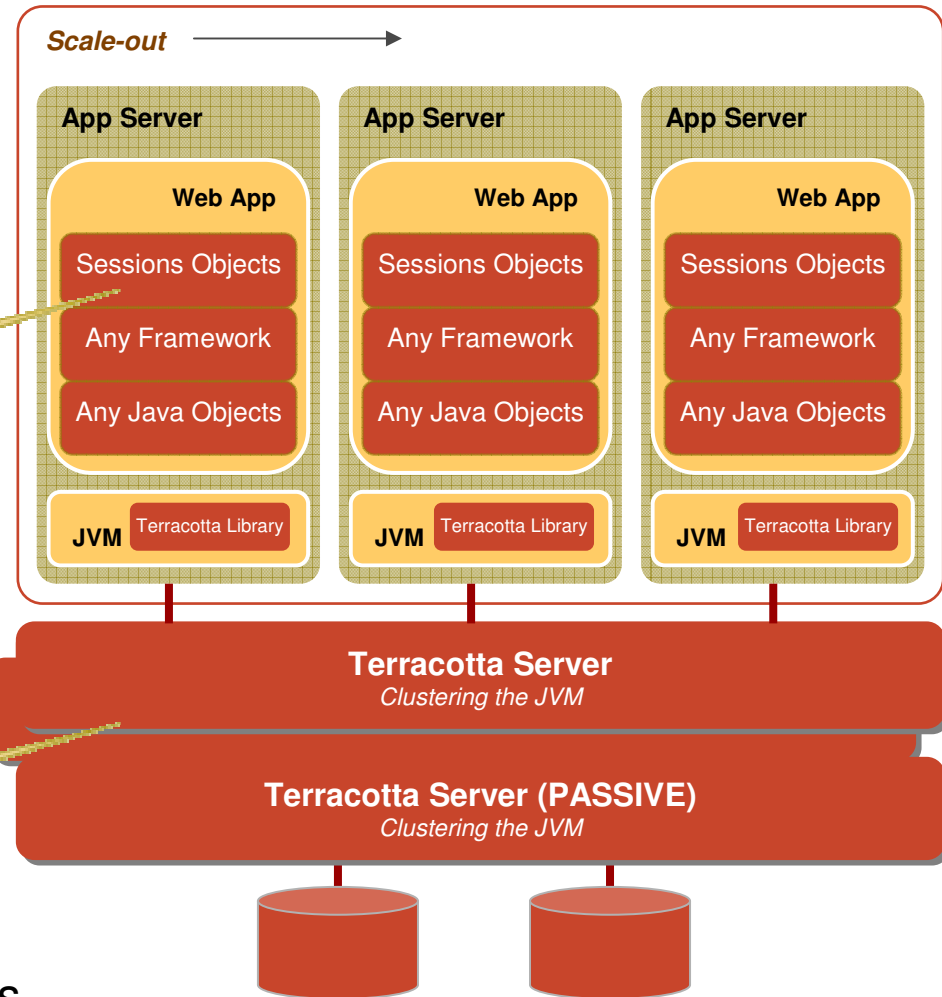 Scale-out
App Server
Web App
Sessions Objects
Any Framework
Any Java Objects
JVM
Terracotta Library
App Server
Web App
Sessions Objects
Any Framework
Any Java Objects
JVM
Terracotta Library
App Server
Web App
Sessions Objects
Any Framework
Any Java Objects
JVM
Terracotta Library
Terracotta Server
Clustering the JVM
Terracotta Server (PASSIVE)
Clustering the JVM